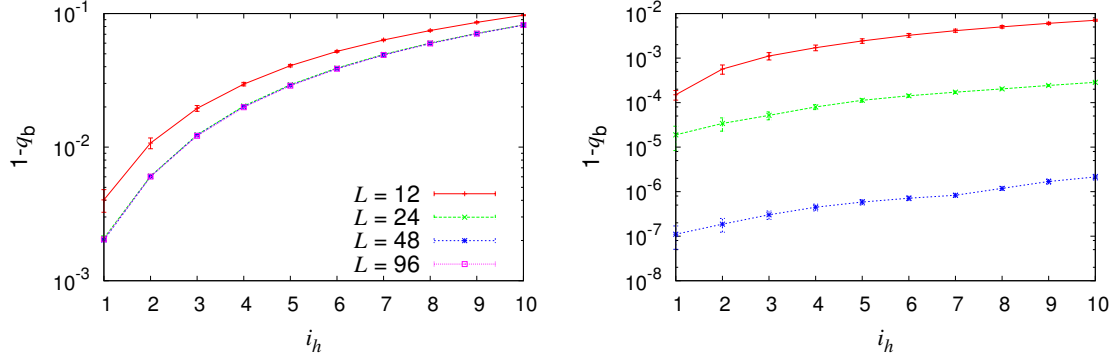 10⁻¹
10⁻²
10⁻³
1-q_b
1 2 3 4 5 6 7 8 9 10
i_h
L = 12
L = 24
L = 48
L = 96
10⁻²
10⁻³
10⁻⁴
10⁻⁵
10⁻⁶
10⁻⁷
10⁻⁸
1-q_b
1 2 3 4 5 6 7 8 9 10
i_h